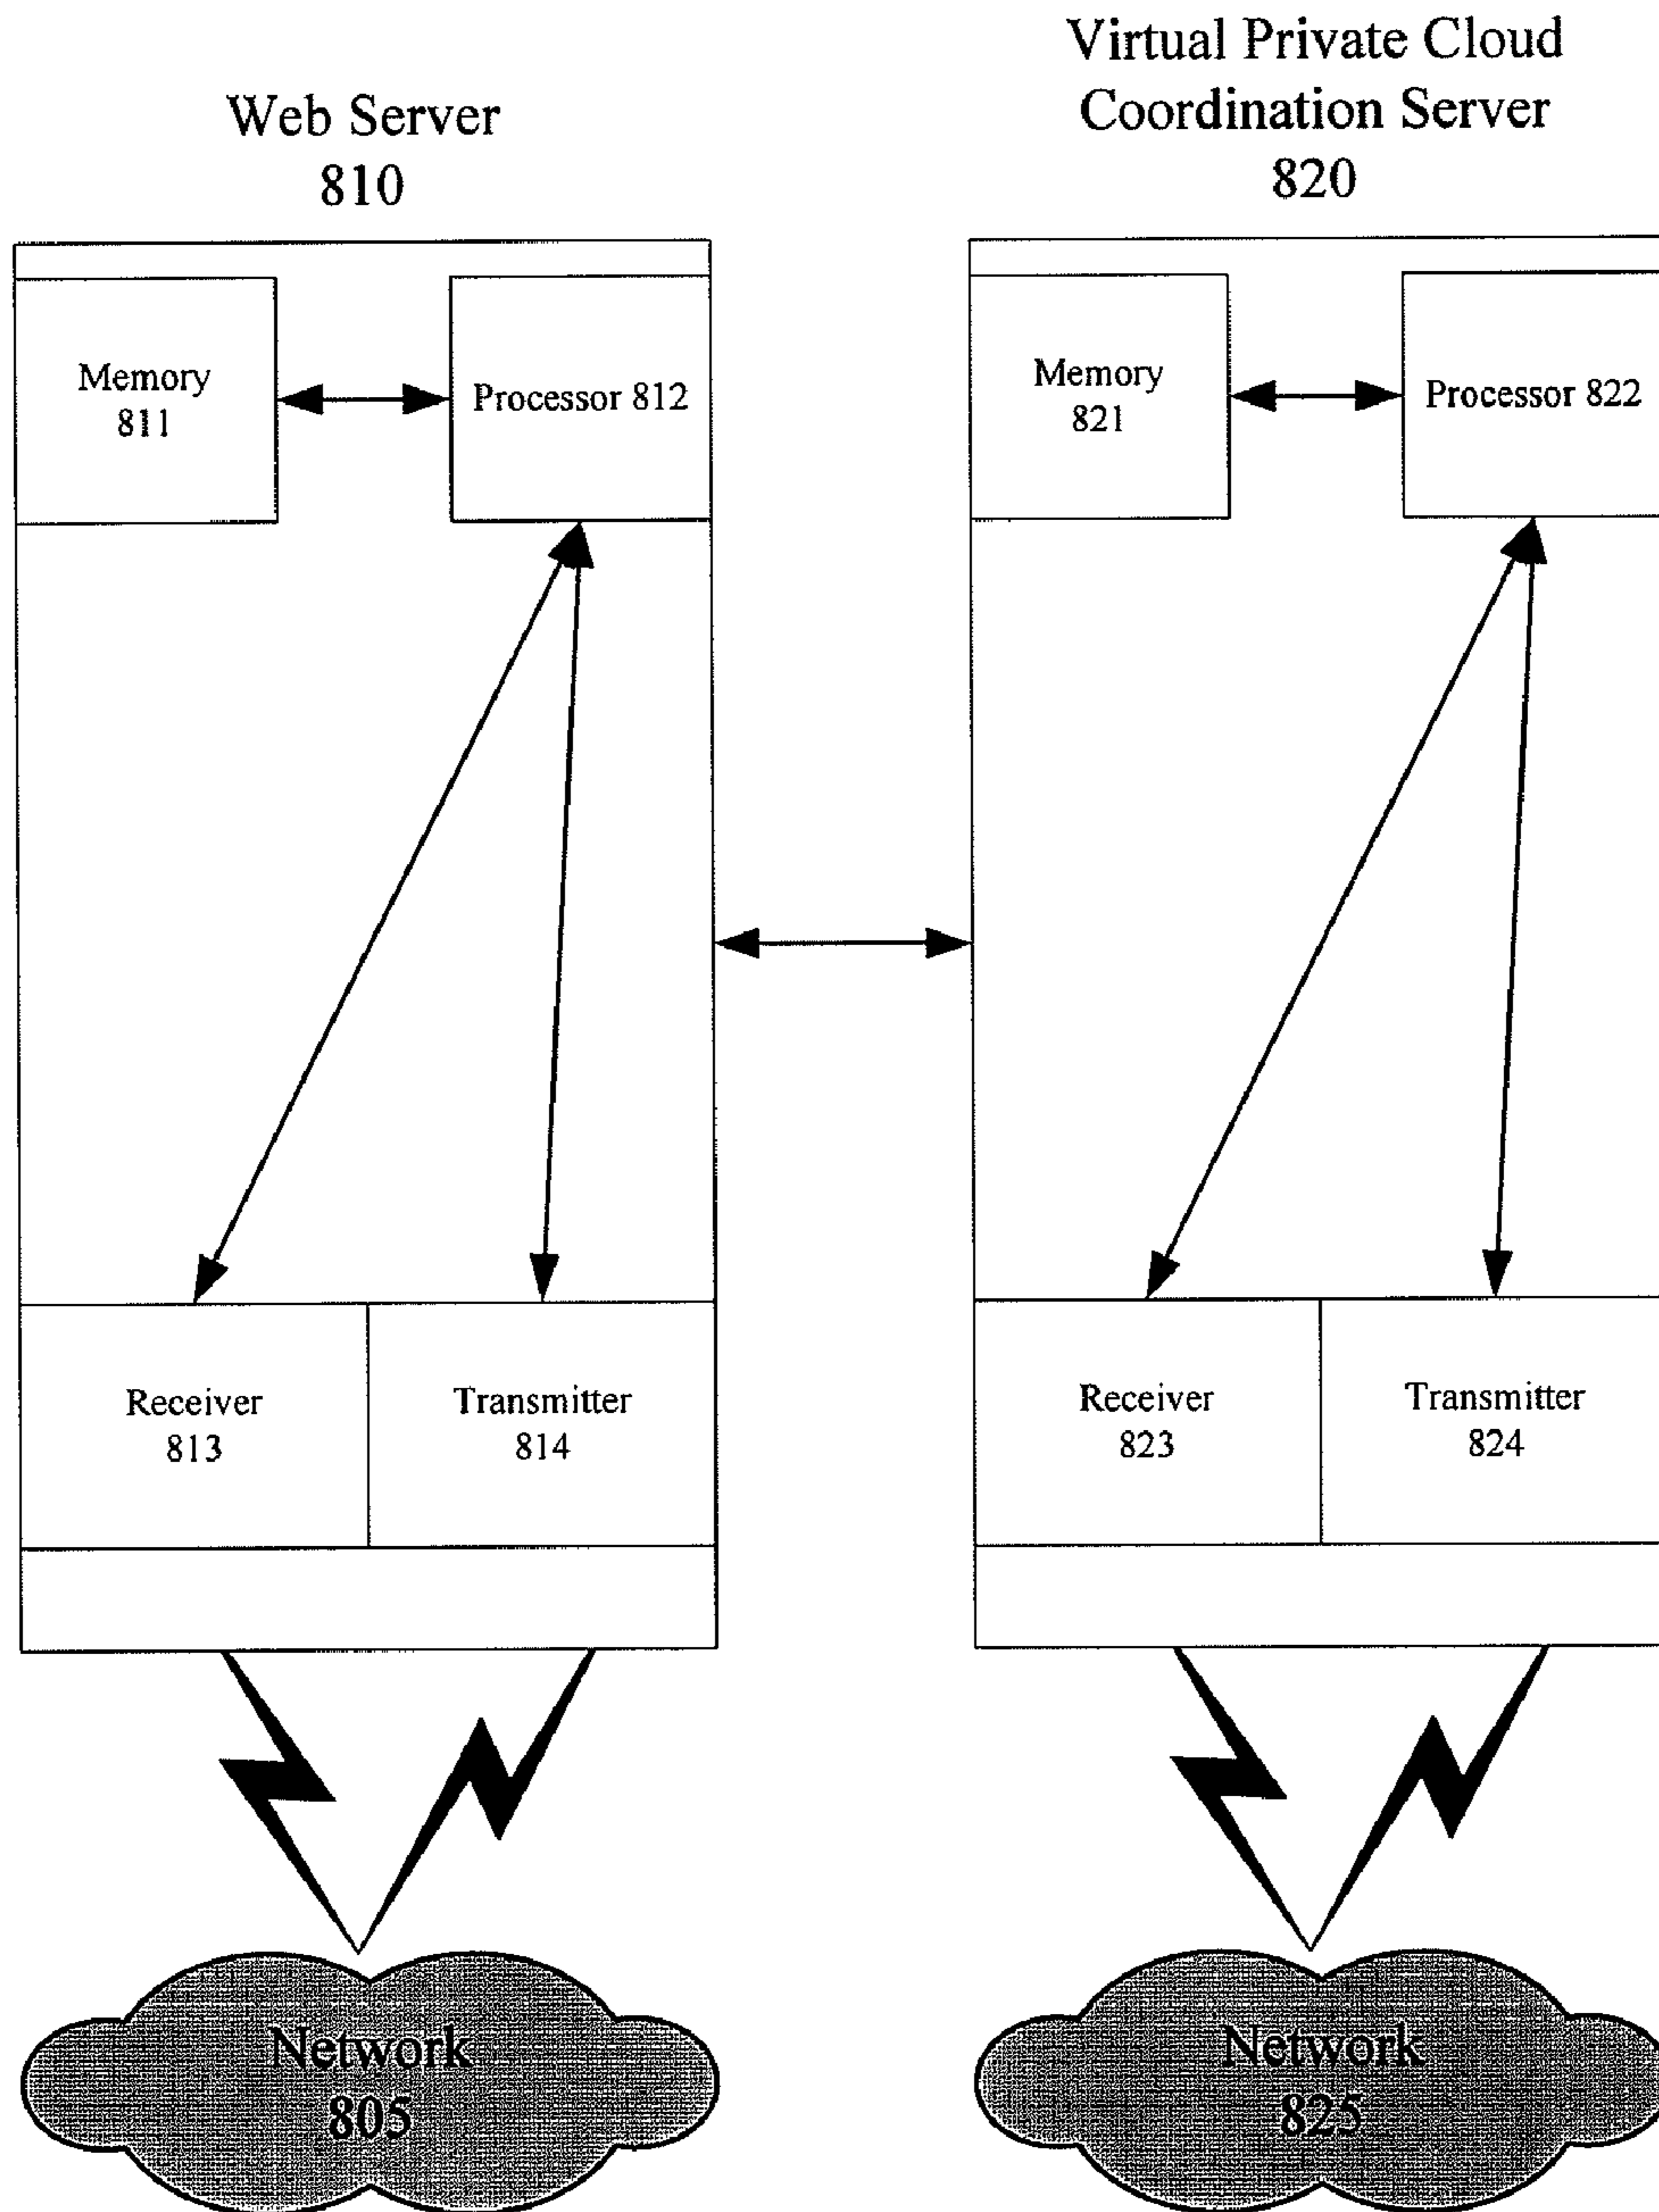 Web Server
810
Virtual Private Cloud
Coordination Server
820
Memory
811
Processor 812
Memory
821
Processor 822
Receiver
813
Transmitter
814
Receiver
823
Transmitter
824
Network
805
Network
825